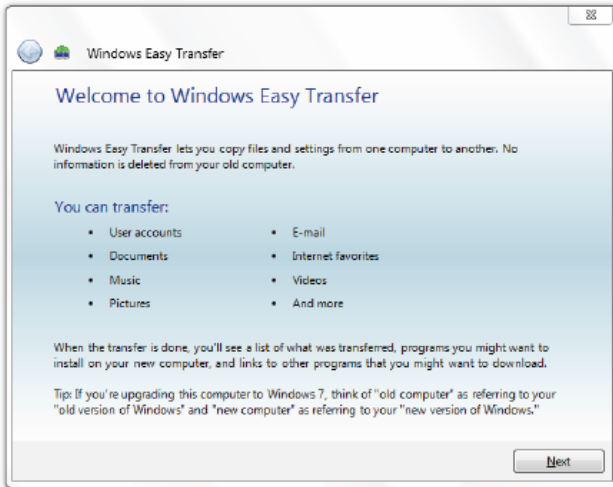 Windows Easy Transfer
Welcome to Windows Easy Transfer
Windows Easy Transfer lets you copy files and settings from one computer to another. No
information is deleted from your old computer.
You can transfer:
• User accounts
• Documents
• Music
• Pictures
• E-mail
• Internet favorites
• Videos
• And more
When the transfer is done, you'll see a list of what was transferred, programs you might want to
install on your new computer, and links to other programs that you might want to download.
Tip: If you're upgrading this computer to Windows 7, think of "old computer" as referring to your
"old version of Windows" and "new computer" as referring to your "new version of Windows."
Next